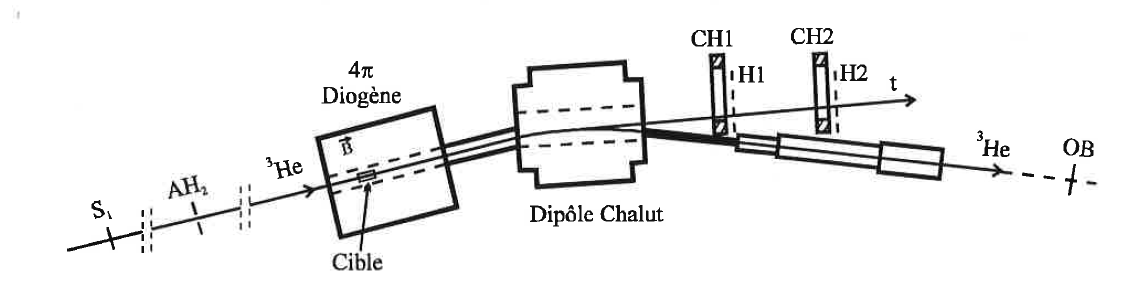 CH1
CH2
H1
H2
t
4π
Diogène
B
³He
³He
OB
AH₂
S₁
Dipôle Chalut
Cible